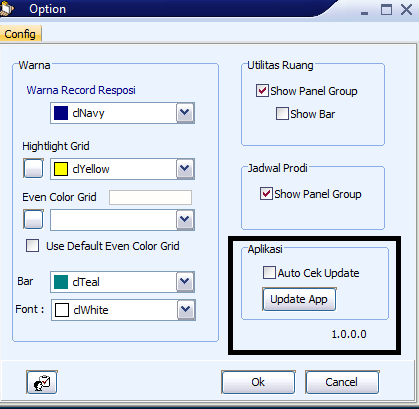 Option
Config
Warna
Warna Record Resposi
clNavy
Hightlight Grid
clYellow
Even Color Grid
Use Default Even Color Grid
Bar
clTeal
Font :
clWhite
Utilitas Ruang
Show Panel Group
Show Bar
Jadwal Prodi
Show Panel Group
Aplikasi
Auto Cek Update
Update App
1.0.0.0
Ok
Cancel